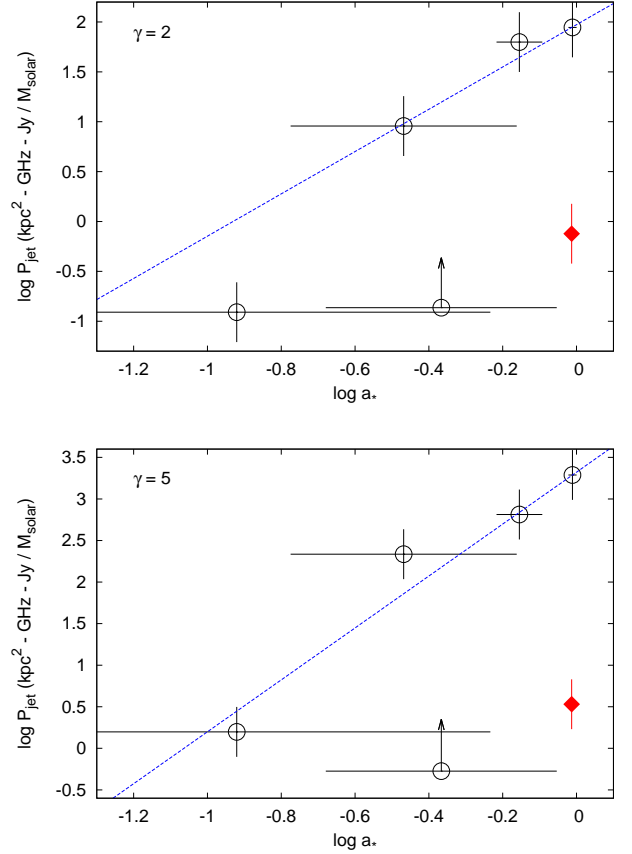 2
1.5
1
0.5
0
-0.5
-1
γ = 2
log P_jet (kpc² - GHz - Jy / M_solar)
-1.2 -1 -0.8 -0.6 -0.4 -0.2 0
log a_*
3.5
3
2.5
2
1.5
1
0.5
0
-0.5
γ = 5
log P_jet (kpc² - GHz - Jy / M_solar)
-1.2 -1 -0.8 -0.6 -0.4 -0.2 0
log a_*